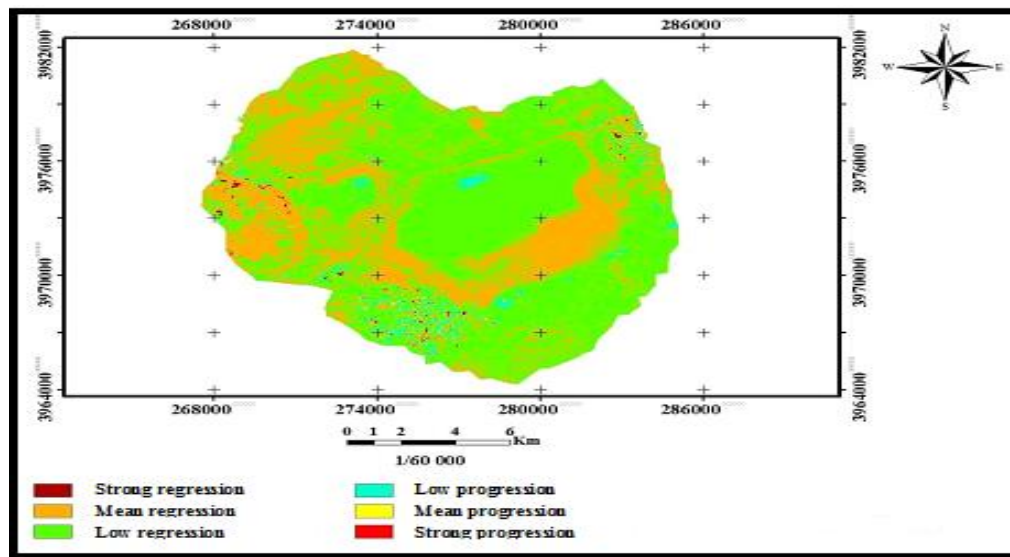 268000 274000 280000 286000
N
W E
S
3982000 3982000
3976000 3976000
3970000 3970000
3964000 3964000
268000 274000 280000 286000
0 1 2 4 6
Km
1/60 000
Strong regression Low progression
Mean regression Mean progression
Low regression Strong progression